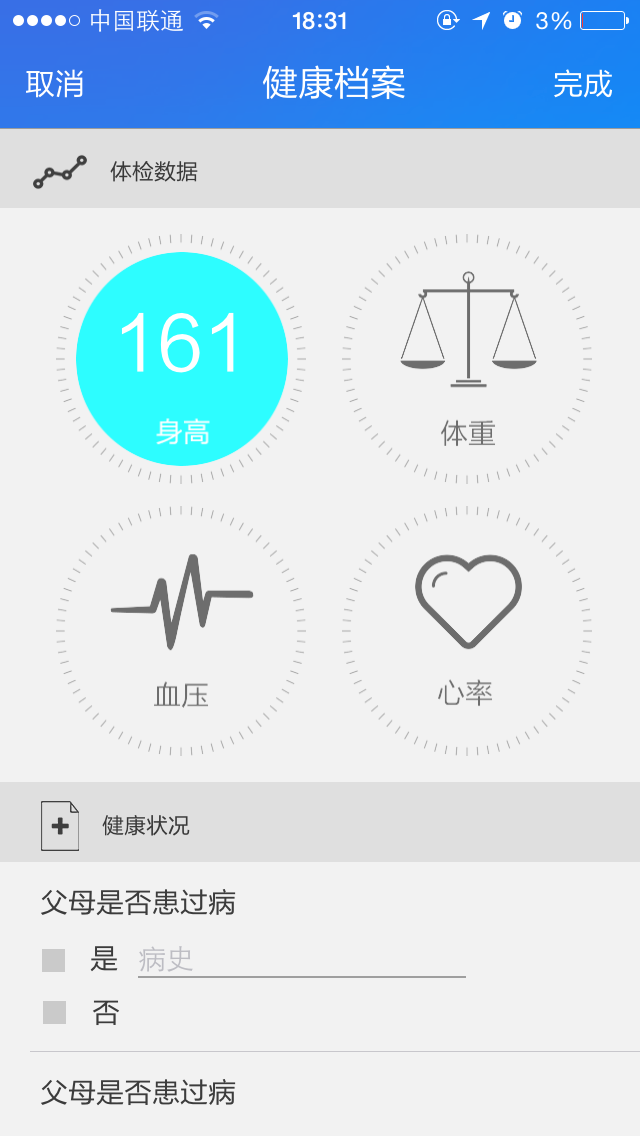 中国联通 18:31 3%
取消 健康档案 完成
体检数据
161
身高
体重
血压
心率
健康状况
父母是否患过病
是 病史
否
父母是否患过病